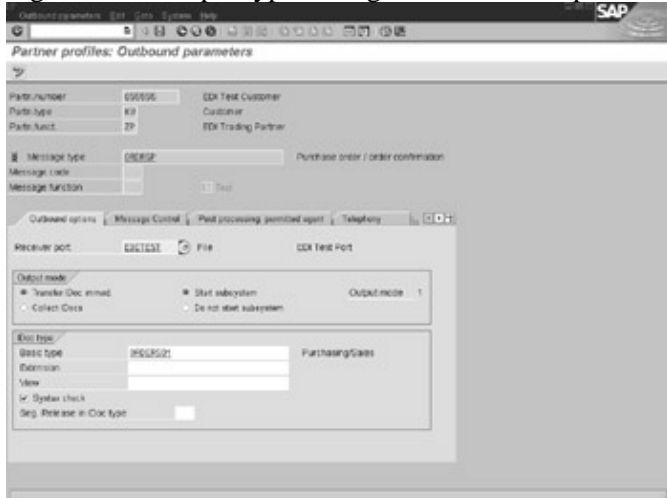 Outbound parameters Edit Goto System Help
SAP
Partner profiles: Outbound parameters
Partn.number EDI Test Customer
Partn.type KU Customer
Partn.funct. ZP EDI Trading Partner
Message type ORDRSP Purchase order / order confirmation
Message code
Message function Test
Outbound options Message Control Post processing: permitted agent Telephony
Receiver port EDITEST File EDI Test Port
Output mode
Transfer IDoc immed. Start subsystem Output mode 1
Collect IDocs Do not start subsystem
IDoc type
Basic type Purchasing/Sales
Extension
View
Syntax check
Seg. Release in IDoc type